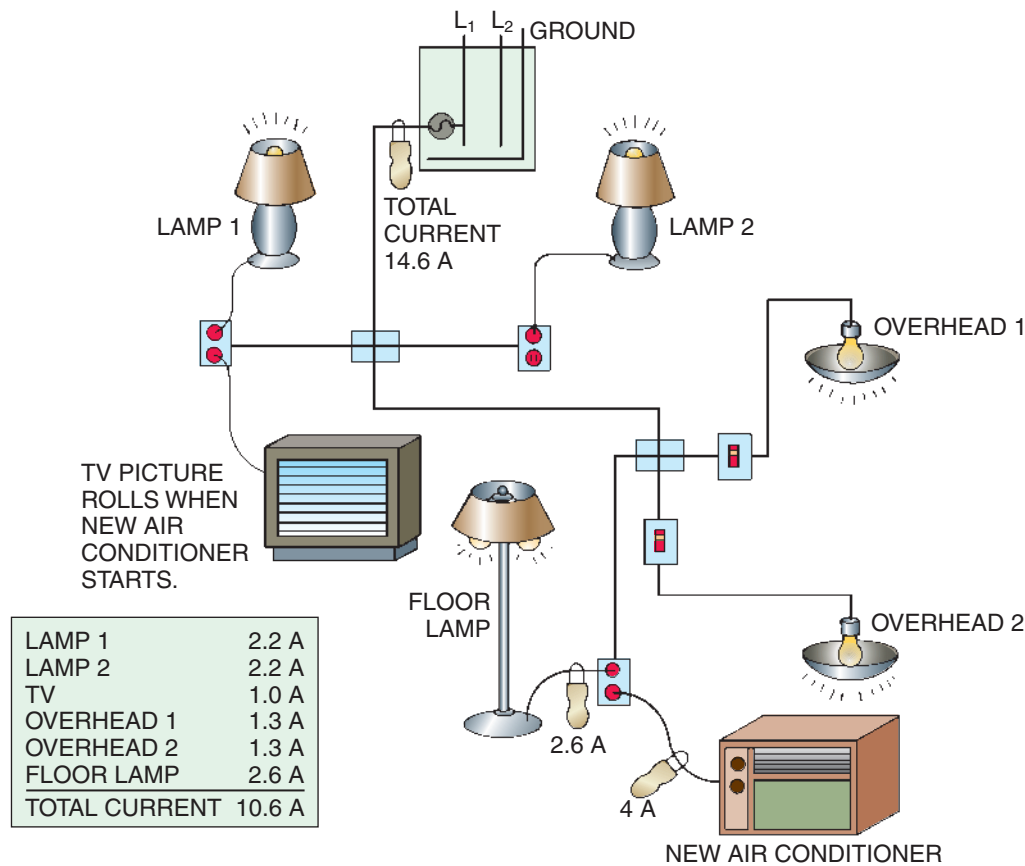 L₁ L₂ GROUND
LAMP 1
TOTAL
CURRENT
14.6 A
LAMP 2
OVERHEAD 1
TV PICTURE
ROLLS WHEN
NEW AIR
CONDITIONER
STARTS.
FLOOR
LAMP
OVERHEAD 2
LAMP 1 2.2 A
LAMP 2 2.2 A
TV 1.0 A
OVERHEAD 1 1.3 A
OVERHEAD 2 1.3 A
FLOOR LAMP 2.6 A
TOTAL CURRENT 10.6 A
2.6 A
4 A
NEW AIR CONDITIONER